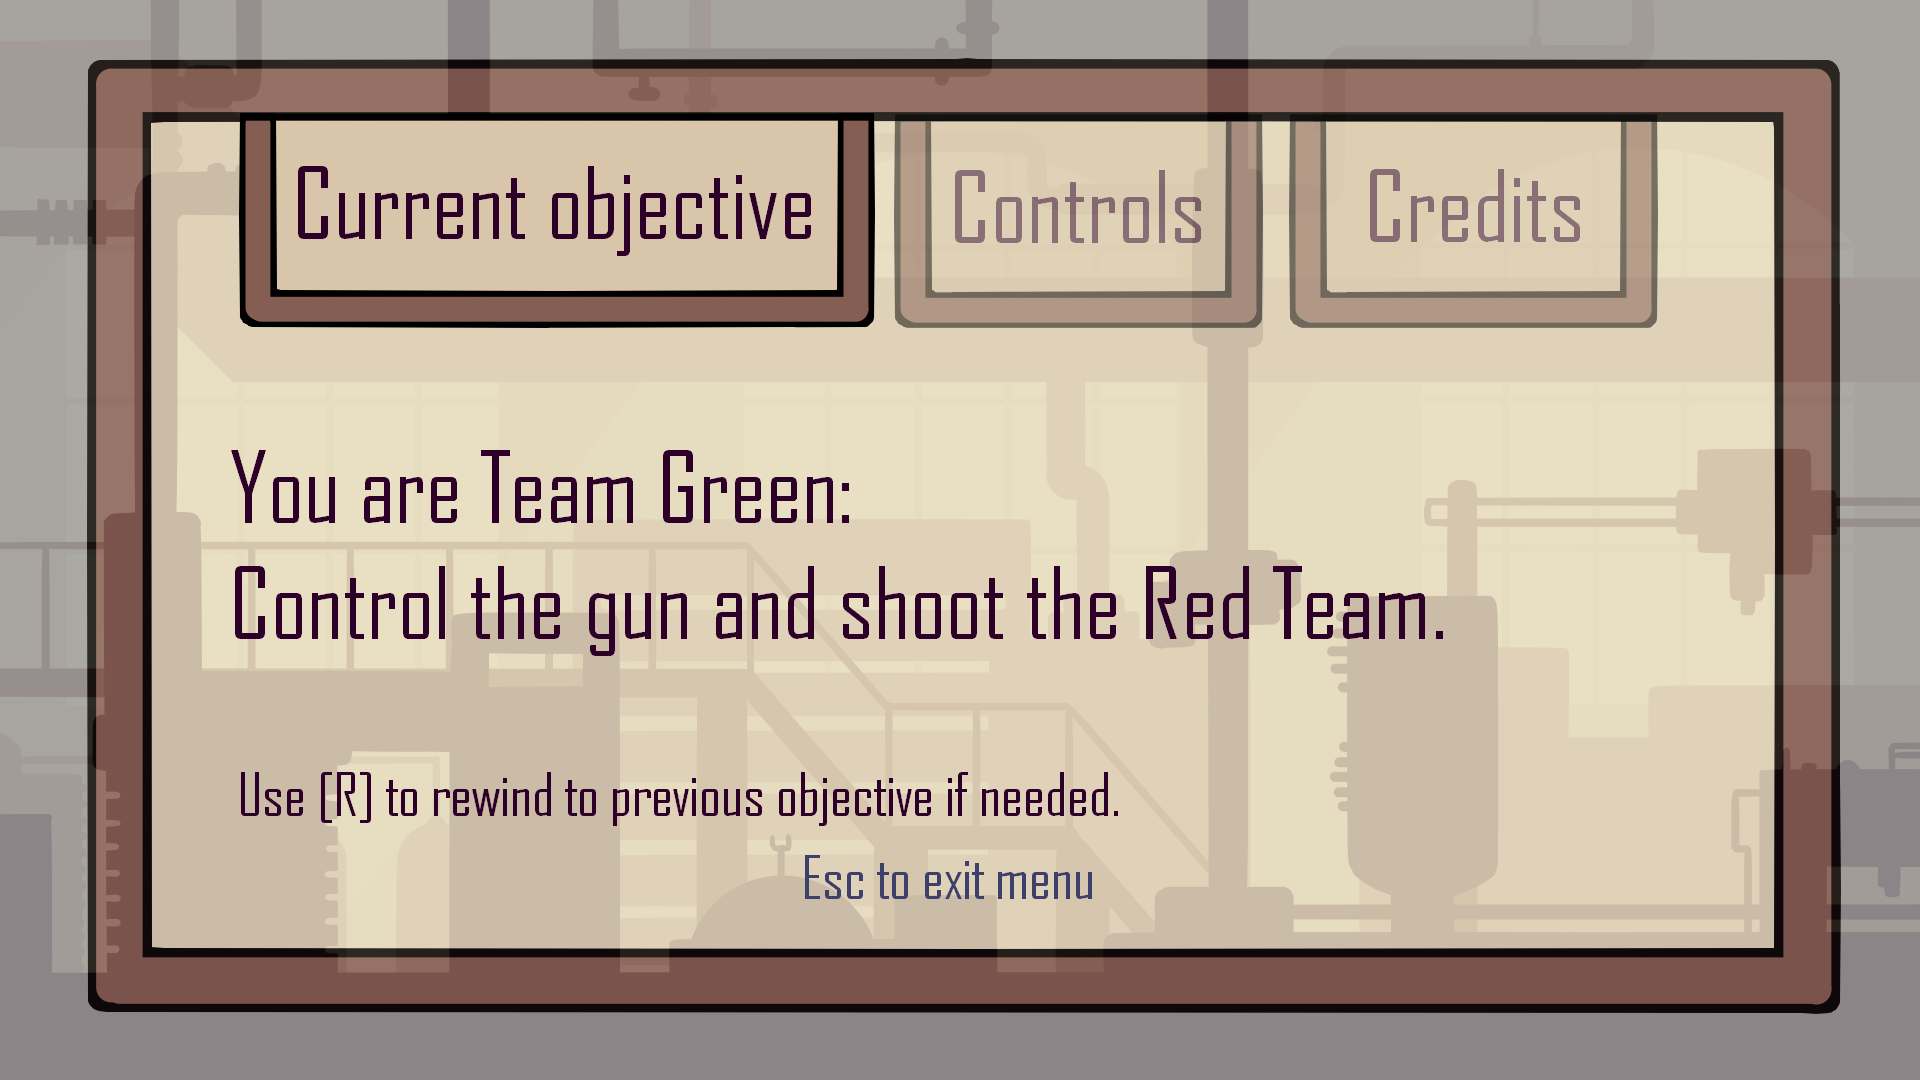 Current objective
Controls
Credits
You are Team Green:
Control the gun and shoot the Red Team.
Use [R] to rewind to previous objective if needed.
Esc to exit menu